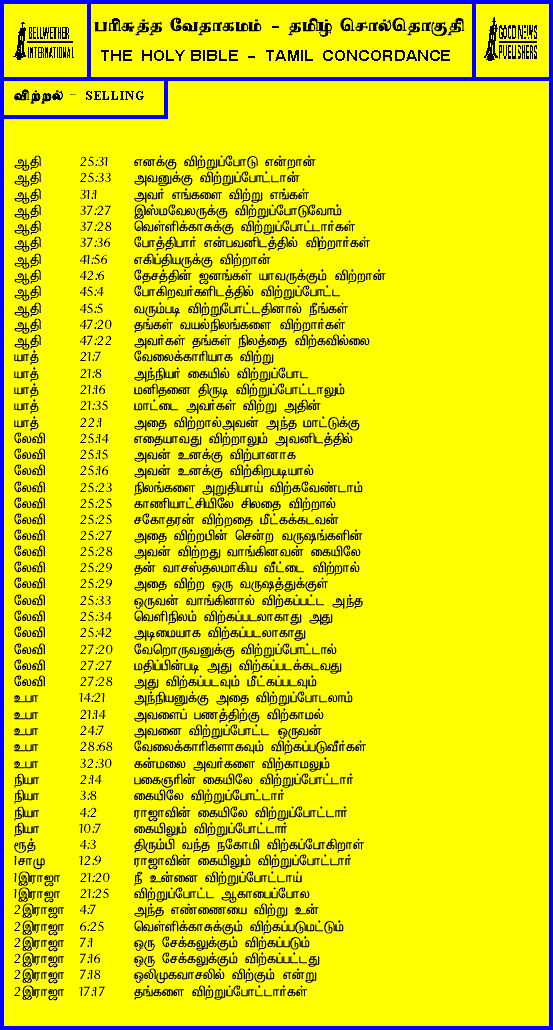 BELLWETHER
INTERNATIONAL
பரிசுத்த வேதாகமம் - தமிழ் சொல்தொகுதி
THE HOLY BIBLE - TAMIL CONCORDANCE
GOOD NEWS
PUBLISHERS
விற்றல் - SELLING
ஆதி 25:31 எனக்கு விற்றுப்போடு என்றான்
ஆதி 25:33 அவனுக்கு விற்றுப்போட்டான்
ஆதி 31:1 அவர் எங்களை விற்று எங்கள்
ஆதி 37:27 இஸ்மவேலருக்கு விற்றுப்போடுவோம்
ஆதி 37:28 வெள்ளிக்காசுக்கு விற்றுப்போட்டார்கள்
ஆதி 37:36 போத்திபார் என்பவனிடத்தில் விற்றார்கள்
ஆதி 41:56 எகிப்தியருக்கு விற்றான்
ஆதி 42:6 தேசத்தின் ஜனங்கள் யாவருக்கும் விற்றான்
ஆதி 45:4 போகிறவர்களிடத்தில் விற்றுப்போட்ட
ஆதி 45:5 வரும்படி விற்றுபோட்டதினால் நீங்கள்
ஆதி 47:20 தங்கள் வயல்நிலங்களை விற்றார்கள்
ஆதி 47:22 அவர்கள் தங்கள் நிலத்தை விற்கவில்லை
யாத் 21:7 வேலைக்காரியாக விற்று
யாத் 21:8 அந்நியர் கையில் விற்றுப்போட
யாத் 21:16 மனிதனை திருடி விற்றுப்போட்டாலும்
யாத் 21:35 மாட்டை அவர்கள் விற்று அதின்
யாத் 22:1 அதை விற்றால்அவன் அந்த மாட்டுக்கு
லேவி 25:14 எதையாவது விற்றாலும் அவனிடத்தில்
லேவி 25:15 அவன் உனக்கு விற்பானாக
லேவி 25:16 அவன் உனக்கு விற்கிறபடியால்
லேவி 25:23 நிலங்களை அறுதியாய் விற்கவேண்டாம்
லேவி 25:25 காணியாட்சியிலே சிலதை விற்றால்
லேவி 25:25 சகோதரன் விற்றதை மீட்கக்கடவன்
லேவி 25:27 அதை விற்றபின் சென்ற வருஷங்களின்
லேவி 25:28 அவன் விற்றது வாங்கினவன் கையிலே
லேவி 25:29 தன் வாசஸ்தலமாகிய வீட்டை விற்றால்
லேவி 25:29 அதை விற்ற ஒரு வருஷத்துக்குள்
லேவி 25:33 ஒருவன் வாங்கினால் விற்கப்பட்ட அந்த
லேவி 25:34 வெளிநிலம் விற்கப்படலாகாது அது
லேவி 25:42 அடிமையாக விற்கப்படலாகாது
லேவி 27:20 வேறொருவனுக்கு விற்றுப்போட்டால்
லேவி 27:27 மதிப்பின்படி அது விற்கப்படக்கடவது
லேவி 27:28 அது விற்கப்படவும் மீட்கப்படவும்
உபா 14:21 அந்நியனுக்கு அதை விற்றுப்போடலாம்
உபா 21:14 அவளைப் பணத்திற்கு விற்காமல்
உபா 24:7 அவனை விற்றுப்போட்ட ஒருவன்
உபா 28:68 வேலைக்காரிகளாகவும் விற்கப்படுவீர்கள்
உபா 32:30 கன்மலை அவர்களை விற்காமலும்
நியா 2:14 பகைஞரின் கையிலே விற்றுப்போட்டார்
நியா 3:8 கையிலே விற்றுப்போட்டார்
நியா 4:2 ராஜாவின் கையிலே விற்றுப்போட்டார்
நியா 10:7 கையிலும் விற்றுப்போட்டார்
ரூத் 4:3 திரும்பி வந்த நகோமி விற்கப்போகிறாள்
1சாமு 12:9 ராஜாவின் கையிலும் விற்றுப்போட்டார்
1இராஜா 21:20 நீ உன்னை விற்றுப்போட்டாய்
1இராஜா 21:25 விற்றுப்போட்ட ஆகாபைப்போல
2இராஜா 4:7 அந்த எண்ணையை விற்று உன்
2இராஜா 6:25 வெள்ளிக்காசுக்கும் விற்கப்படுமட்டும்
2இராஜா 7:1 ஒரு சேக்கலுக்கும் விற்கப்படும்
2இராஜா 7:16 ஒரு சேக்கலுக்கும் விற்கப்பட்டது
2இராஜா 7:18 ஒலிமுகவாசலில் விற்கும் என்று
2இராஜா 17:17 தங்களை விற்றுப்போட்டார்கள்